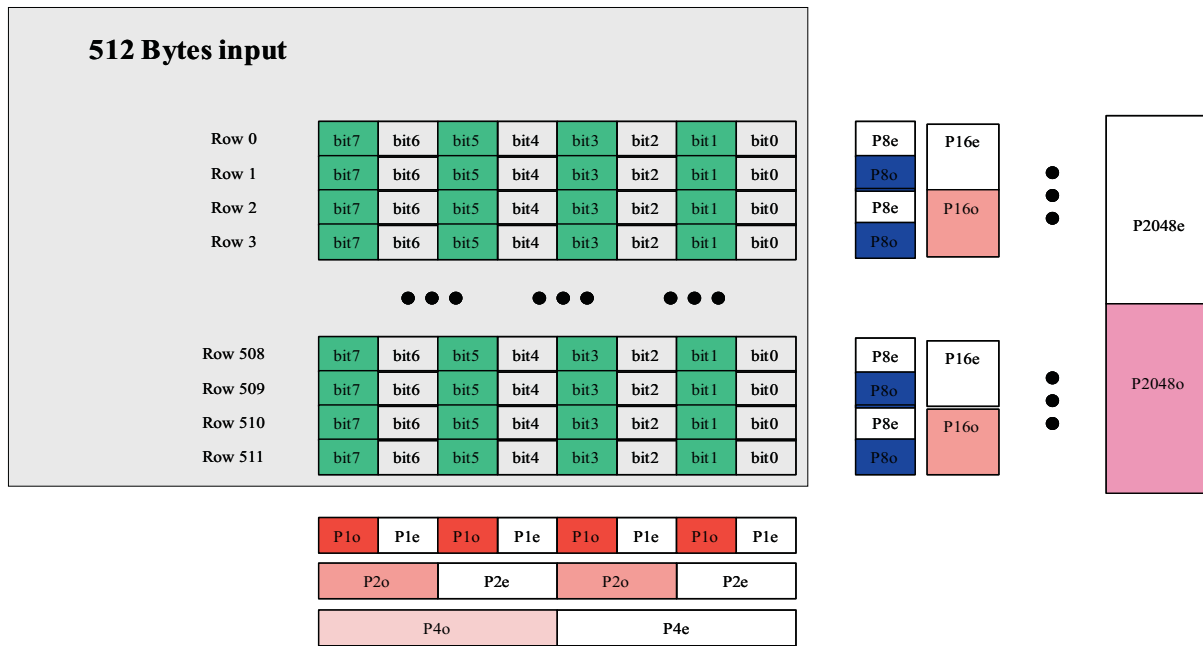 512 Bytes input
Row 0 bit7 bit6 bit5 bit4 bit3 bit2 bit1 bit0 P8e P16e
Row 1 bit7 bit6 bit5 bit4 bit3 bit2 bit1 bit0 P8o
Row 2 bit7 bit6 bit5 bit4 bit3 bit2 bit1 bit0 P8e P16o
P2048e
Row 3 bit7 bit6 bit5 bit4 bit3 bit2 bit1 bit0 P8o
Row 508 bit7 bit6 bit5 bit4 bit3 bit2 bit1 bit0 P8e P16e
Row 509 bit7 bit6 bit5 bit4 bit3 bit2 bit1 bit0 P8o P2048o
Row 510 bit7 bit6 bit5 bit4 bit3 bit2 bit1 bit0 P8e P16o
Row 511 bit7 bit6 bit5 bit4 bit3 bit2 bit1 bit0 P8o
P1o P1e P1o P1e P1o P1e P1o P1e
P2o P2e P2o P2e
P4o P4e